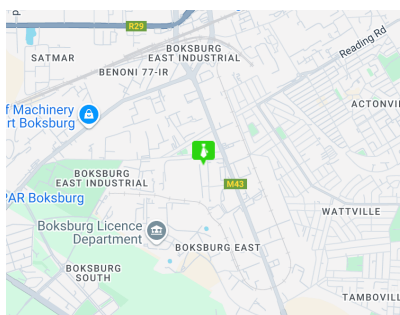 P
R29
BOKSBURG
EAST INDUSTRIAL
Reading Rd
SATMAR
BENONI 77-IR
ACTONVI
f Machinery
rt Boksburg
BOKSBURG
EAST INDUSTRIAL
M43
PAR Boksburg
WATTVILLE
Boksburg Licence
Department
BOKSBURG EAST
BOKSBURG
SOUTH
TAMBOVILL